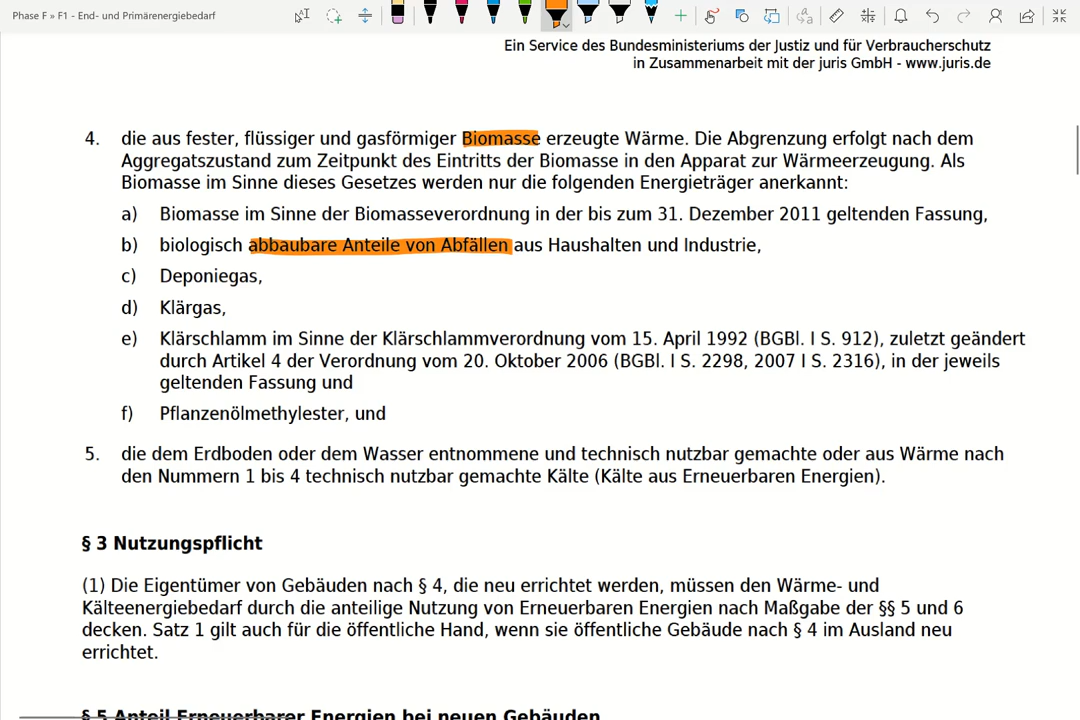 Phase F » F1 - End- und Primärenergiebedarf
Ein Service des Bundesministeriums der Justiz und für Verbraucherschutz
in Zusammenarbeit mit der juris GmbH - www.juris.de
4. die aus fester, flüssiger und gasförmiger Biomasse erzeugte Wärme. Die Abgrenzung erfolgt nach dem
Aggregatszustand zum Zeitpunkt des Eintritts der Biomasse in den Apparat zur Wärmeerzeugung. Als
Biomasse im Sinne dieses Gesetzes werden nur die folgenden Energieträger anerkannt:
a) Biomasse im Sinne der Biomasseverordnung in der bis zum 31. Dezember 2011 geltenden Fassung,
b) biologisch abbaubare Anteile von Abfällen aus Haushalten und Industrie,
c) Deponiegas,
d) Klärgas,
e) Klärschlamm im Sinne der Klärschlammverordnung vom 15. April 1992 (BGBl. I S. 912), zuletzt geändert
durch Artikel 4 der Verordnung vom 20. Oktober 2006 (BGBl. I S. 2298, 2007 I S. 2316), in der jeweils
geltenden Fassung und
f) Pflanzenölmethylester, und
5. die dem Erdboden oder dem Wasser entnommene und technisch nutzbar gemachte oder aus Wärme nach
den Nummern 1 bis 4 technisch nutzbar gemachte Kälte (Kälte aus Erneuerbaren Energien).
§ 3 Nutzungspflicht
(1) Die Eigentümer von Gebäuden nach § 4, die neu errichtet werden, müssen den Wärme- und
Kälteenergiebedarf durch die anteilige Nutzung von Erneuerbaren Energien nach Maßgabe der §§ 5 und 6
decken. Satz 1 gilt auch für die öffentliche Hand, wenn sie öffentliche Gebäude nach § 4 im Ausland neu
errichtet.
§ 5 Anteil Erneuerbarer Energien bei neuen Gebäuden